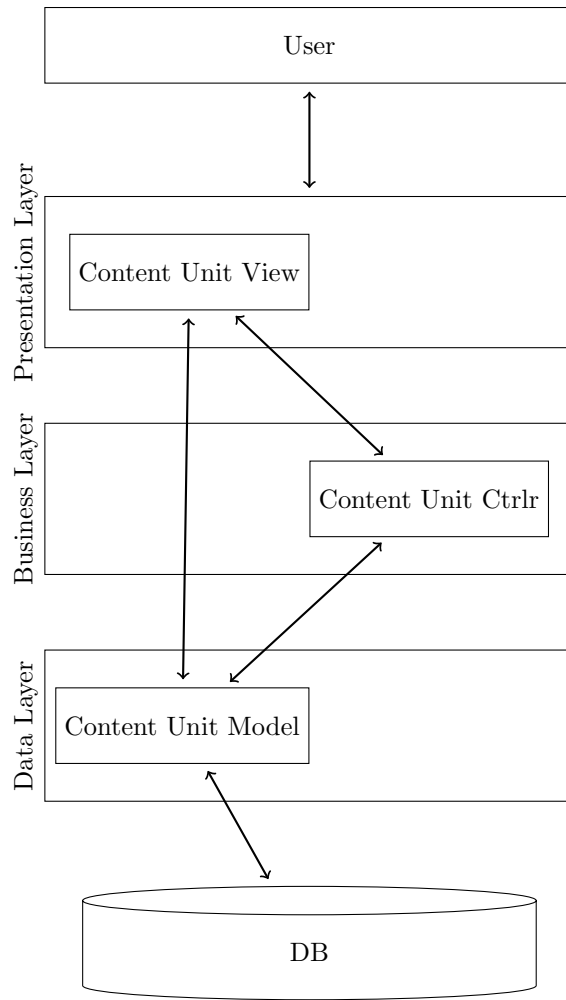 User
Presentation Layer
Content Unit View
Business Layer
Content Unit Ctrlr
Data Layer
Content Unit Model
DB